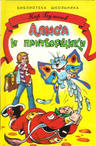 БИБЛИОТЕКА ШКОЛЬНИКА
Кир Булычев
АЛИСА
И ПРИТВОРЩИКИ